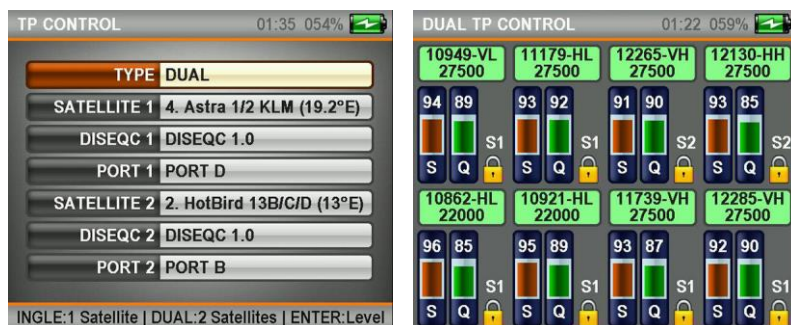 TP CONTROL 01:35 054%
TYPE DUAL
SATELLITE 1 4. Astra 1/2 KLM (19.2°E)
DISEQC 1 DISEQC 1.0
PORT 1 PORT D
SATELLITE 2 2. HotBird 13B/C/D (13°E)
DISEQC 2 DISEQC 1.0
PORT 2 PORT B
INGLE:1 Satellite | DUAL:2 Satellites | ENTER:Level
DUAL TP CONTROL 01:22 059%
10949-VL 11179-HL 12265-VH 12130-HH
27500 27500 27500 27500
94 89 93 92 91 90 93 85
S1 S1 S2 S2
S Q S Q S Q S Q
10862-HL 10921-HL 11739-VH 12285-VH
22000 22000 27500 27500
96 85 95 89 93 87 92 90
S1 S1 S1 S1
S Q S Q S Q S Q